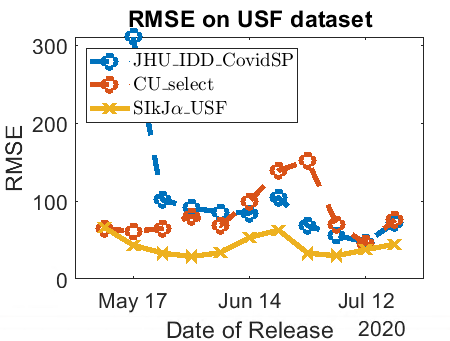 RMSE on USF dataset
300
200
100
0
RMSE
JHU_IDD_CovidSP
CU_select
SIkJα_USF
May 17
Jun 14
Jul 12
Date of Release
2020